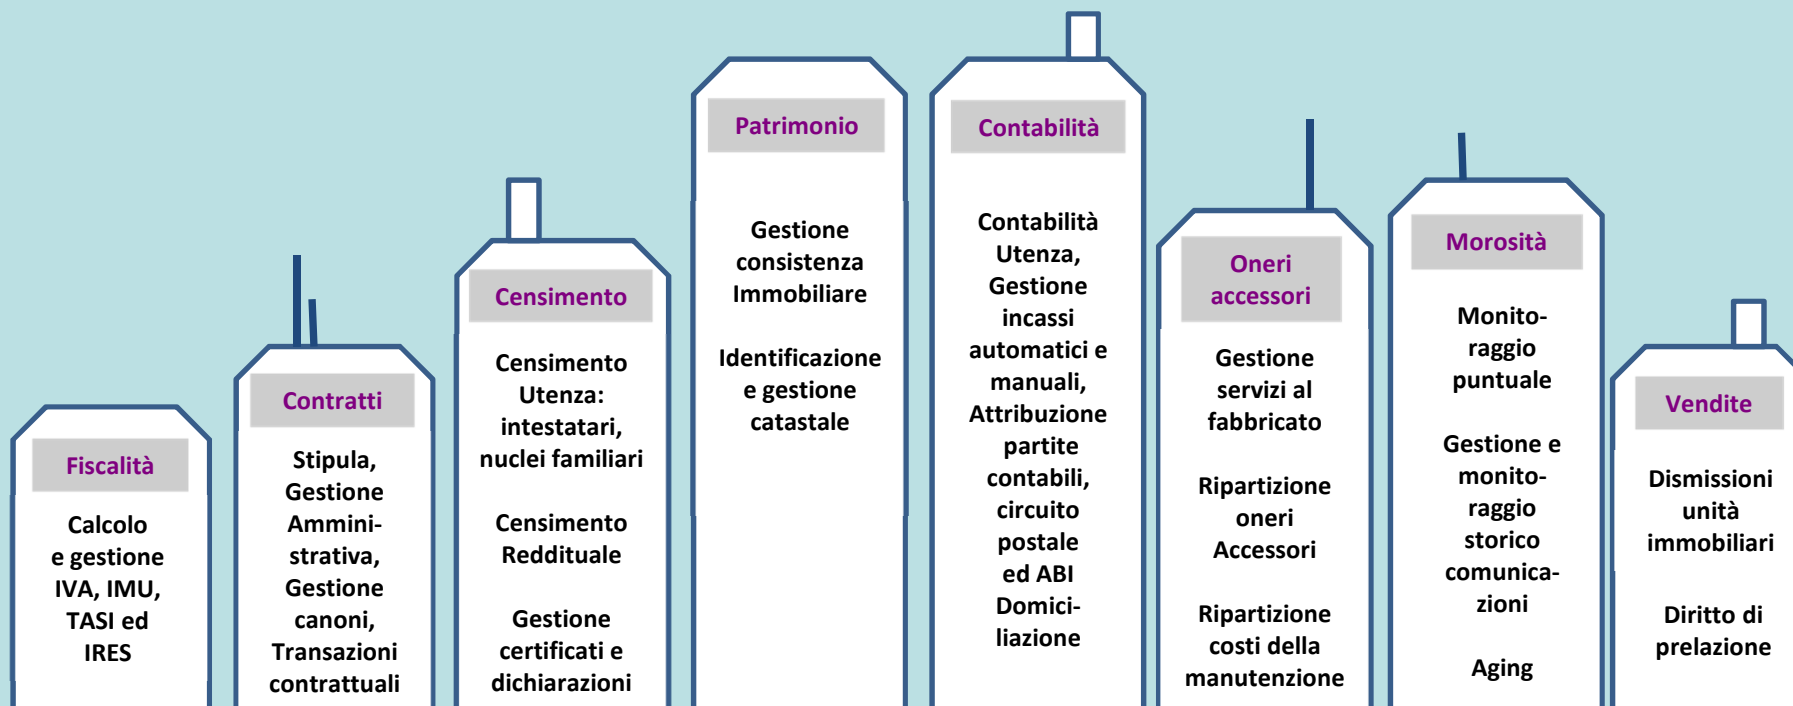 Fiscalità
Calcolo
e gestione
IVA, IMU,
TASI ed
IRES
Contratti
Stipula,
Gestione
Ammini-
strativa,
Gestione
canoni,
Transazioni
contrattuali
Censimento
Censimento
Utenza:
intestatari,
nuclei familiari
Censimento
Reddituale
Gestione
certificati e
dichiarazioni
Patrimonio
Gestione
consistenza
Immobiliare
Identificazione
e gestione
catastale
Contabilità
Contabilità
Utenza,
Gestione
incassi
automatici e
manuali,
Attribuzione
partite
contabili,
circuito
postale
ed ABI
Domici-
liazione
Oneri
accessori
Gestione
servizi al
fabbricato
Ripartizione
oneri
Accessori
Ripartizione
costi della
manutenzione
Morosità
Monito-
raggio
puntuale
Gestione e
monito-
raggio
storico
comunica-
zioni
Aging
Vendite
Dismissioni
unità
immobiliari
Diritto di
prelazione